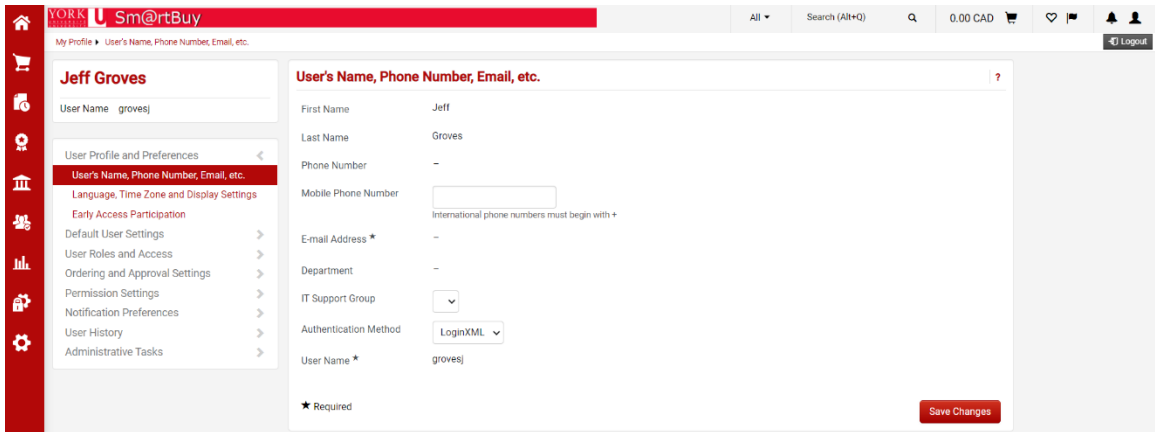 YORK U Sm@rtBuy All Search (Alt+Q) 0.00 CAD
My Profile User's Name, Phone Number, Email, etc. Logout
Jeff Groves
User Name grovesj
User Profile and Preferences
User's Name, Phone Number, Email, etc.
Language, Time Zone and Display Settings
Early Access Participation
Default User Settings
User Roles and Access
Ordering and Approval Settings
Permission Settings
Notification Preferences
User History
Administrative Tasks
User's Name, Phone Number, Email, etc. ?
First Name Jeff
Last Name Groves
Phone Number –
Mobile Phone Number
International phone numbers must begin with +
E-mail Address ★ –
Department –
IT Support Group
Authentication Method LoginXML
User Name ★ grovesj
★ Required
Save Changes